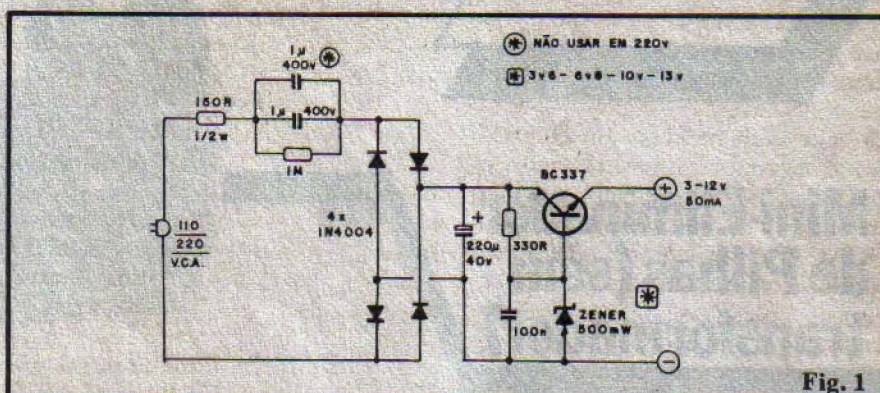 1µ
400v
* NÃO USAR EM 220v
* 3v6 - 6v8 - 10v - 13v
150R
1/2w
1µ 400v
1M
BC337
+ 3-12v
50mA
4x
1N4004
110
220
V.C.A.
+
220µ
40v
330R
*
100n
ZENER
500mW
-
Fig. 1